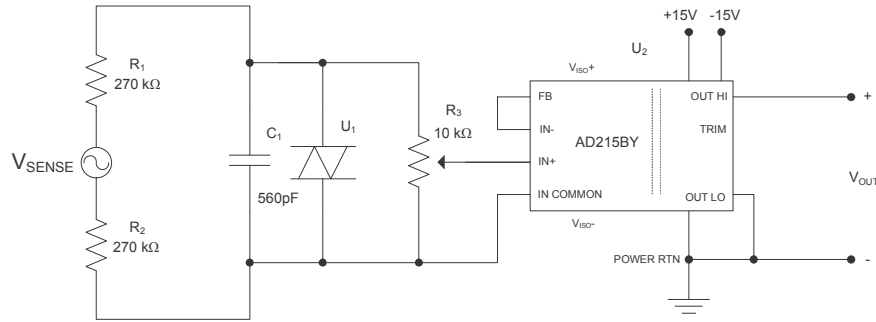 +15V
-15V
R1
270 kΩ
VSENSE
R2
270 kΩ
C1
560pF
U1
R3
10 kΩ
U2
VISO+
FB
IN-
IN+
IN COMMON
AD215BY
OUT HI
TRIM
OUT LO
VISO-
POWER RTN
+
VOUT
-